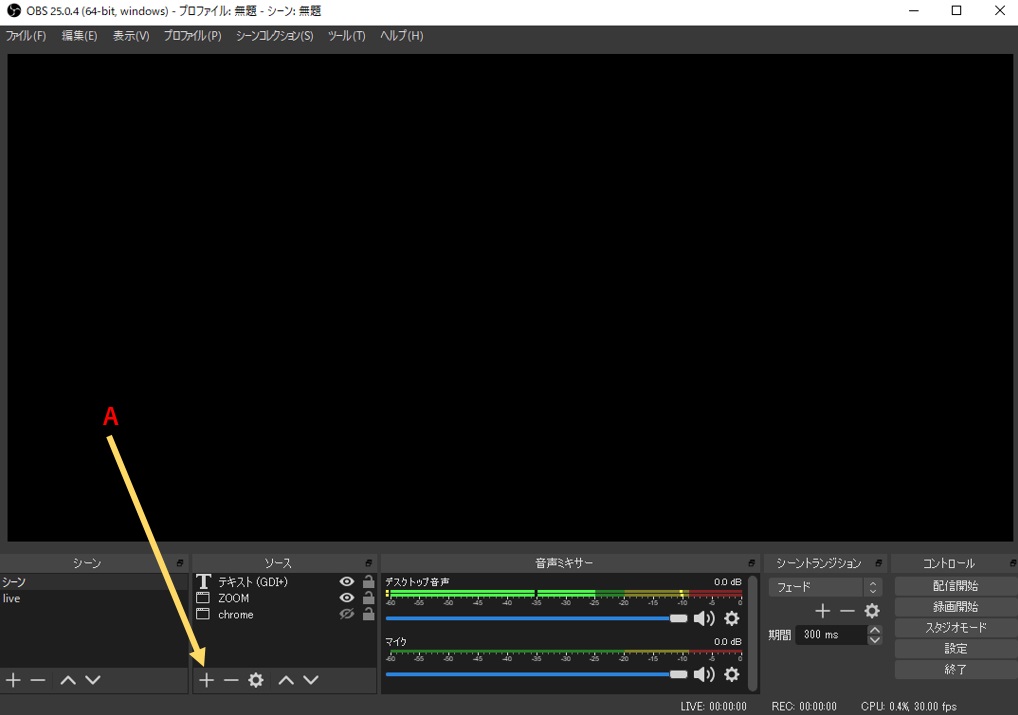 OBS 25.0.4 (64-bit, windows) - プロファイル: 無題 - シーン: 無題
ファイル(F) 編集(E) 表示(V) プロファイル(P) シーンコレクション(S) ツール(T) ヘルプ(H)
A
シーン
シーン
live
ソース
テキスト (GDI+)
ZOOM
chrome
音声ミキサー
デスクトップ音声 0.0 dB
-60 -55 -50 -45 -40 -35 -30 -25 -20 -15 -10 -5 0
マイク 0.0 dB
-60 -55 -50 -45 -40 -35 -30 -25 -20 -15 -10 -5 0
シーントランジション
フェード
期間 300 ms
コントロール
配信開始
録画開始
スタジオモード
設定
終了
LIVE: 00:00:00 REC: 00:00:00 CPU: 0.4%, 30.00 fps